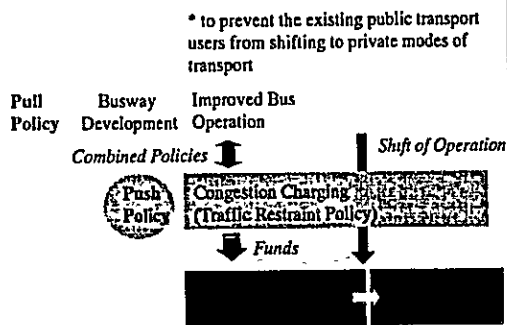 * to prevent the existing public transport
users from shifting to private modes of
transport
Pull Busway Improved Bus
Policy Development Operation
Combined Policies Shift of Operation
Push Congestion Charging
Policy (Traffic Restraint Policy)
Funds